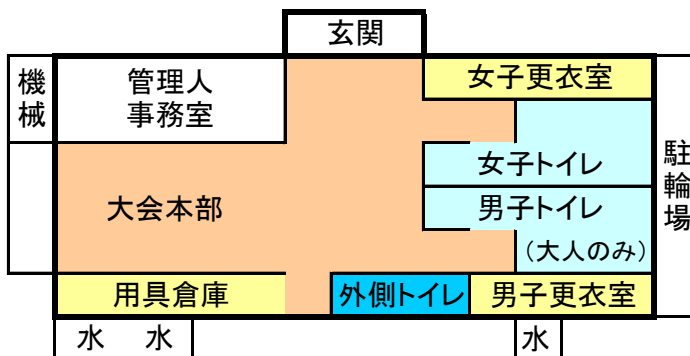 玄関
機械
管理人
事務室
女子更衣室
女子トイレ
駐輪場
大会本部
男子トイレ
（大人のみ）
用具倉庫
外側トイレ
男子更衣室
水 水
水